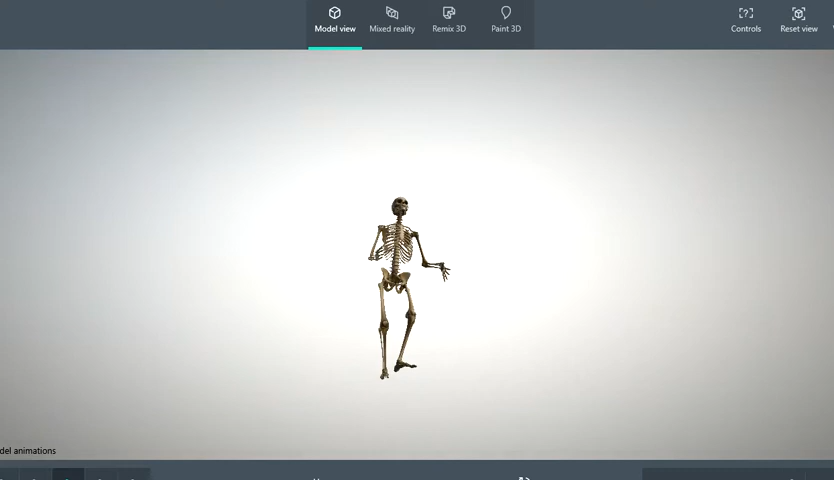 Model view
Mixed reality
Remix 3D
Paint 3D
Controls
Reset view
del animations